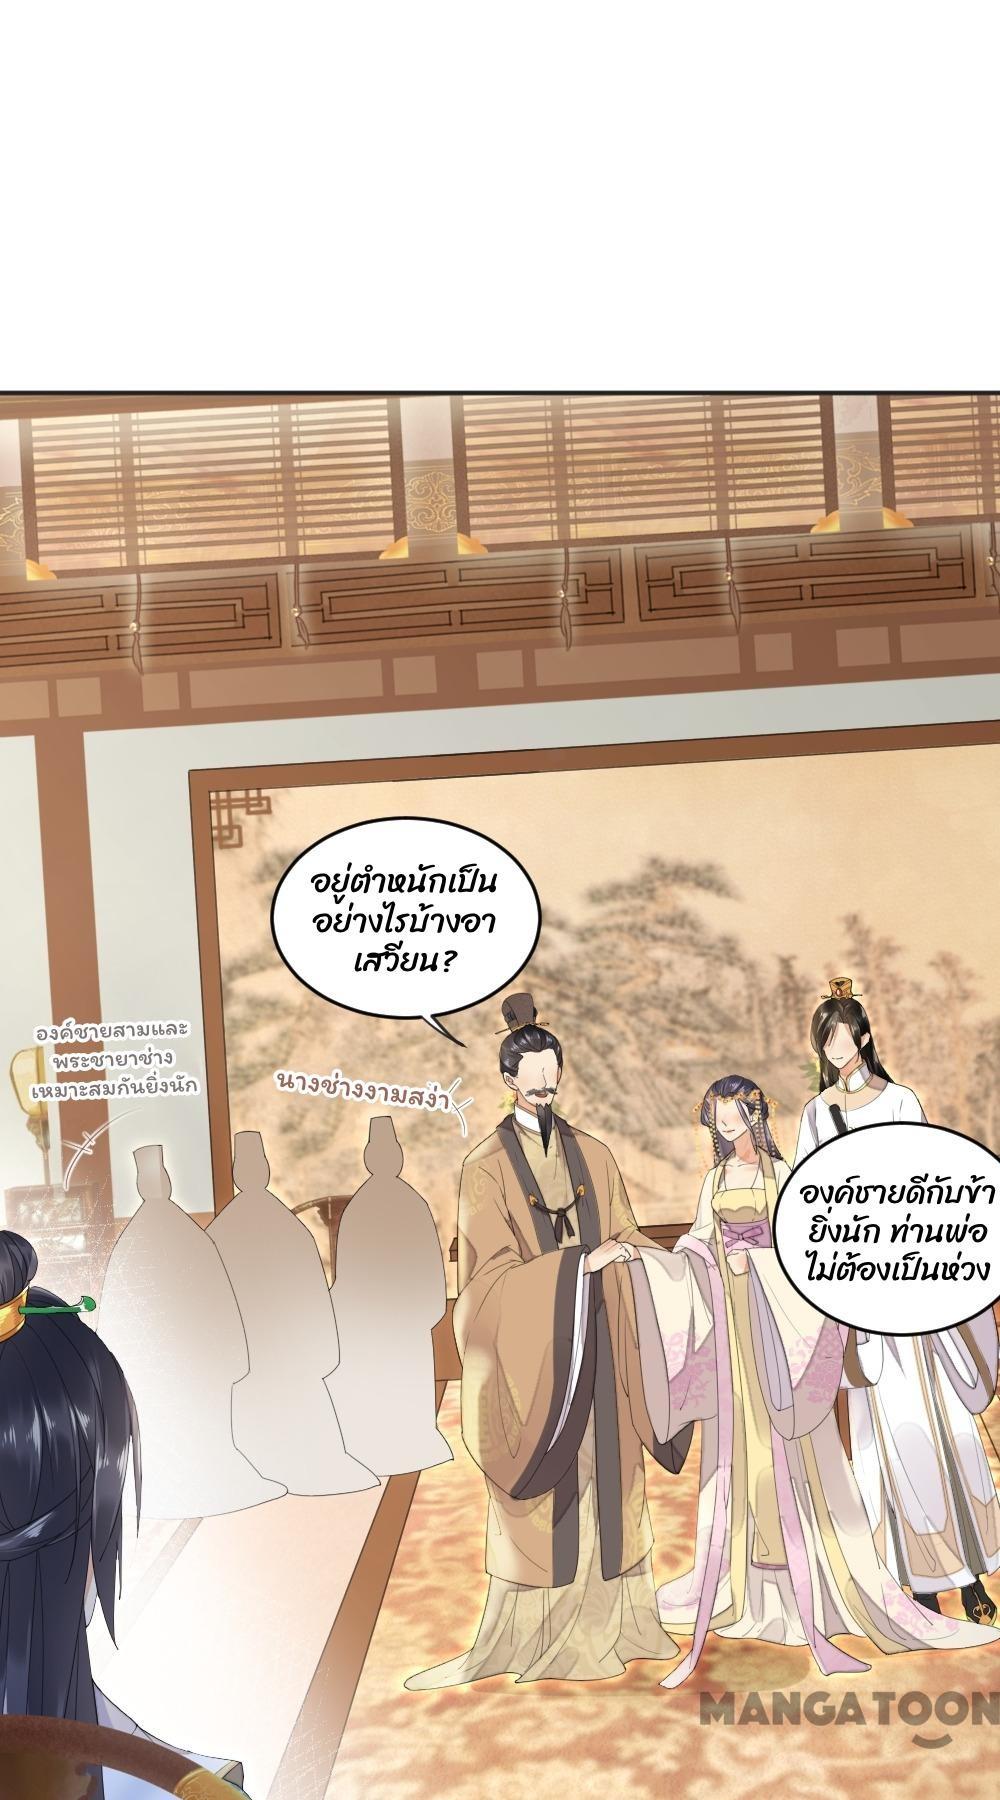 อยู่ตำหนักเป็น
อย่างไรบ้างอา
เสวียน?
องค์ชายสามและ
พระชายาช่าง
เหมาะสมกันยิ่งนัก
นางช่างงามสง่า
องค์ชายดีกับข้า
ยิ่งนัก ท่านพ่อ
ไม่ต้องเป็นห่วง
MANGATOON